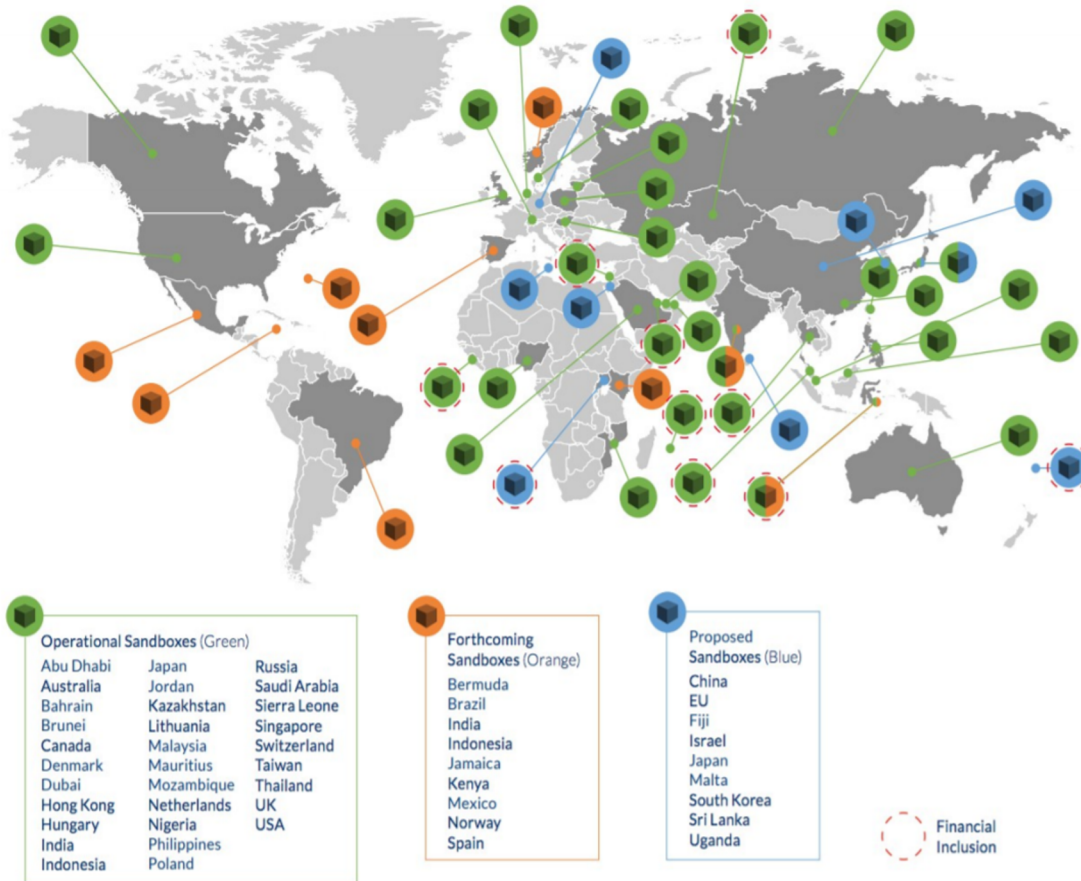 Operational Sandboxes (Green)
Abu Dhabi
Australia
Bahrain
Brunei
Canada
Denmark
Dubai
Hong Kong
Hungary
India
Indonesia
Japan
Jordan
Kazakhstan
Lithuania
Malaysia
Mauritius
Mozambique
Netherlands
Nigeria
Philippines
Poland
Russia
Saudi Arabia
Sierra Leone
Singapore
Switzerland
Taiwan
Thailand
UK
USA
Forthcoming
Sandboxes (Orange)
Bermuda
Brazil
India
Indonesia
Jamaica
Kenya
Mexico
Norway
Spain
Proposed
Sandboxes (Blue)
China
EU
Fiji
Israel
Japan
Malta
South Korea
Sri Lanka
Uganda
Financial
Inclusion